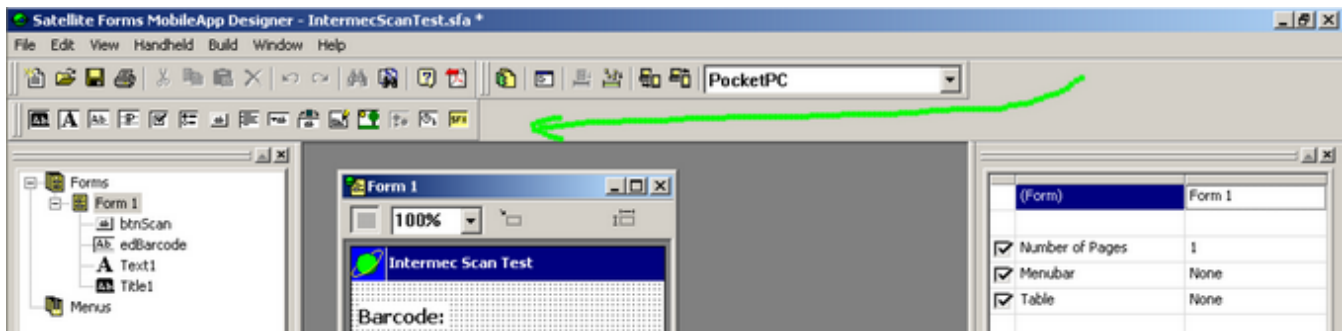 Satellite Forms MobileApp Designer - IntermecScanTest.sfa *
File Edit View Handheld Build Window Help
PocketPC
Forms
Form 1
btnScan
edBarcode
Text1
Title1
Menus
Form 1
100%
Intermec Scan Test
Barcode:
(Form) Form 1
Number of Pages 1
Menubar None
Table None